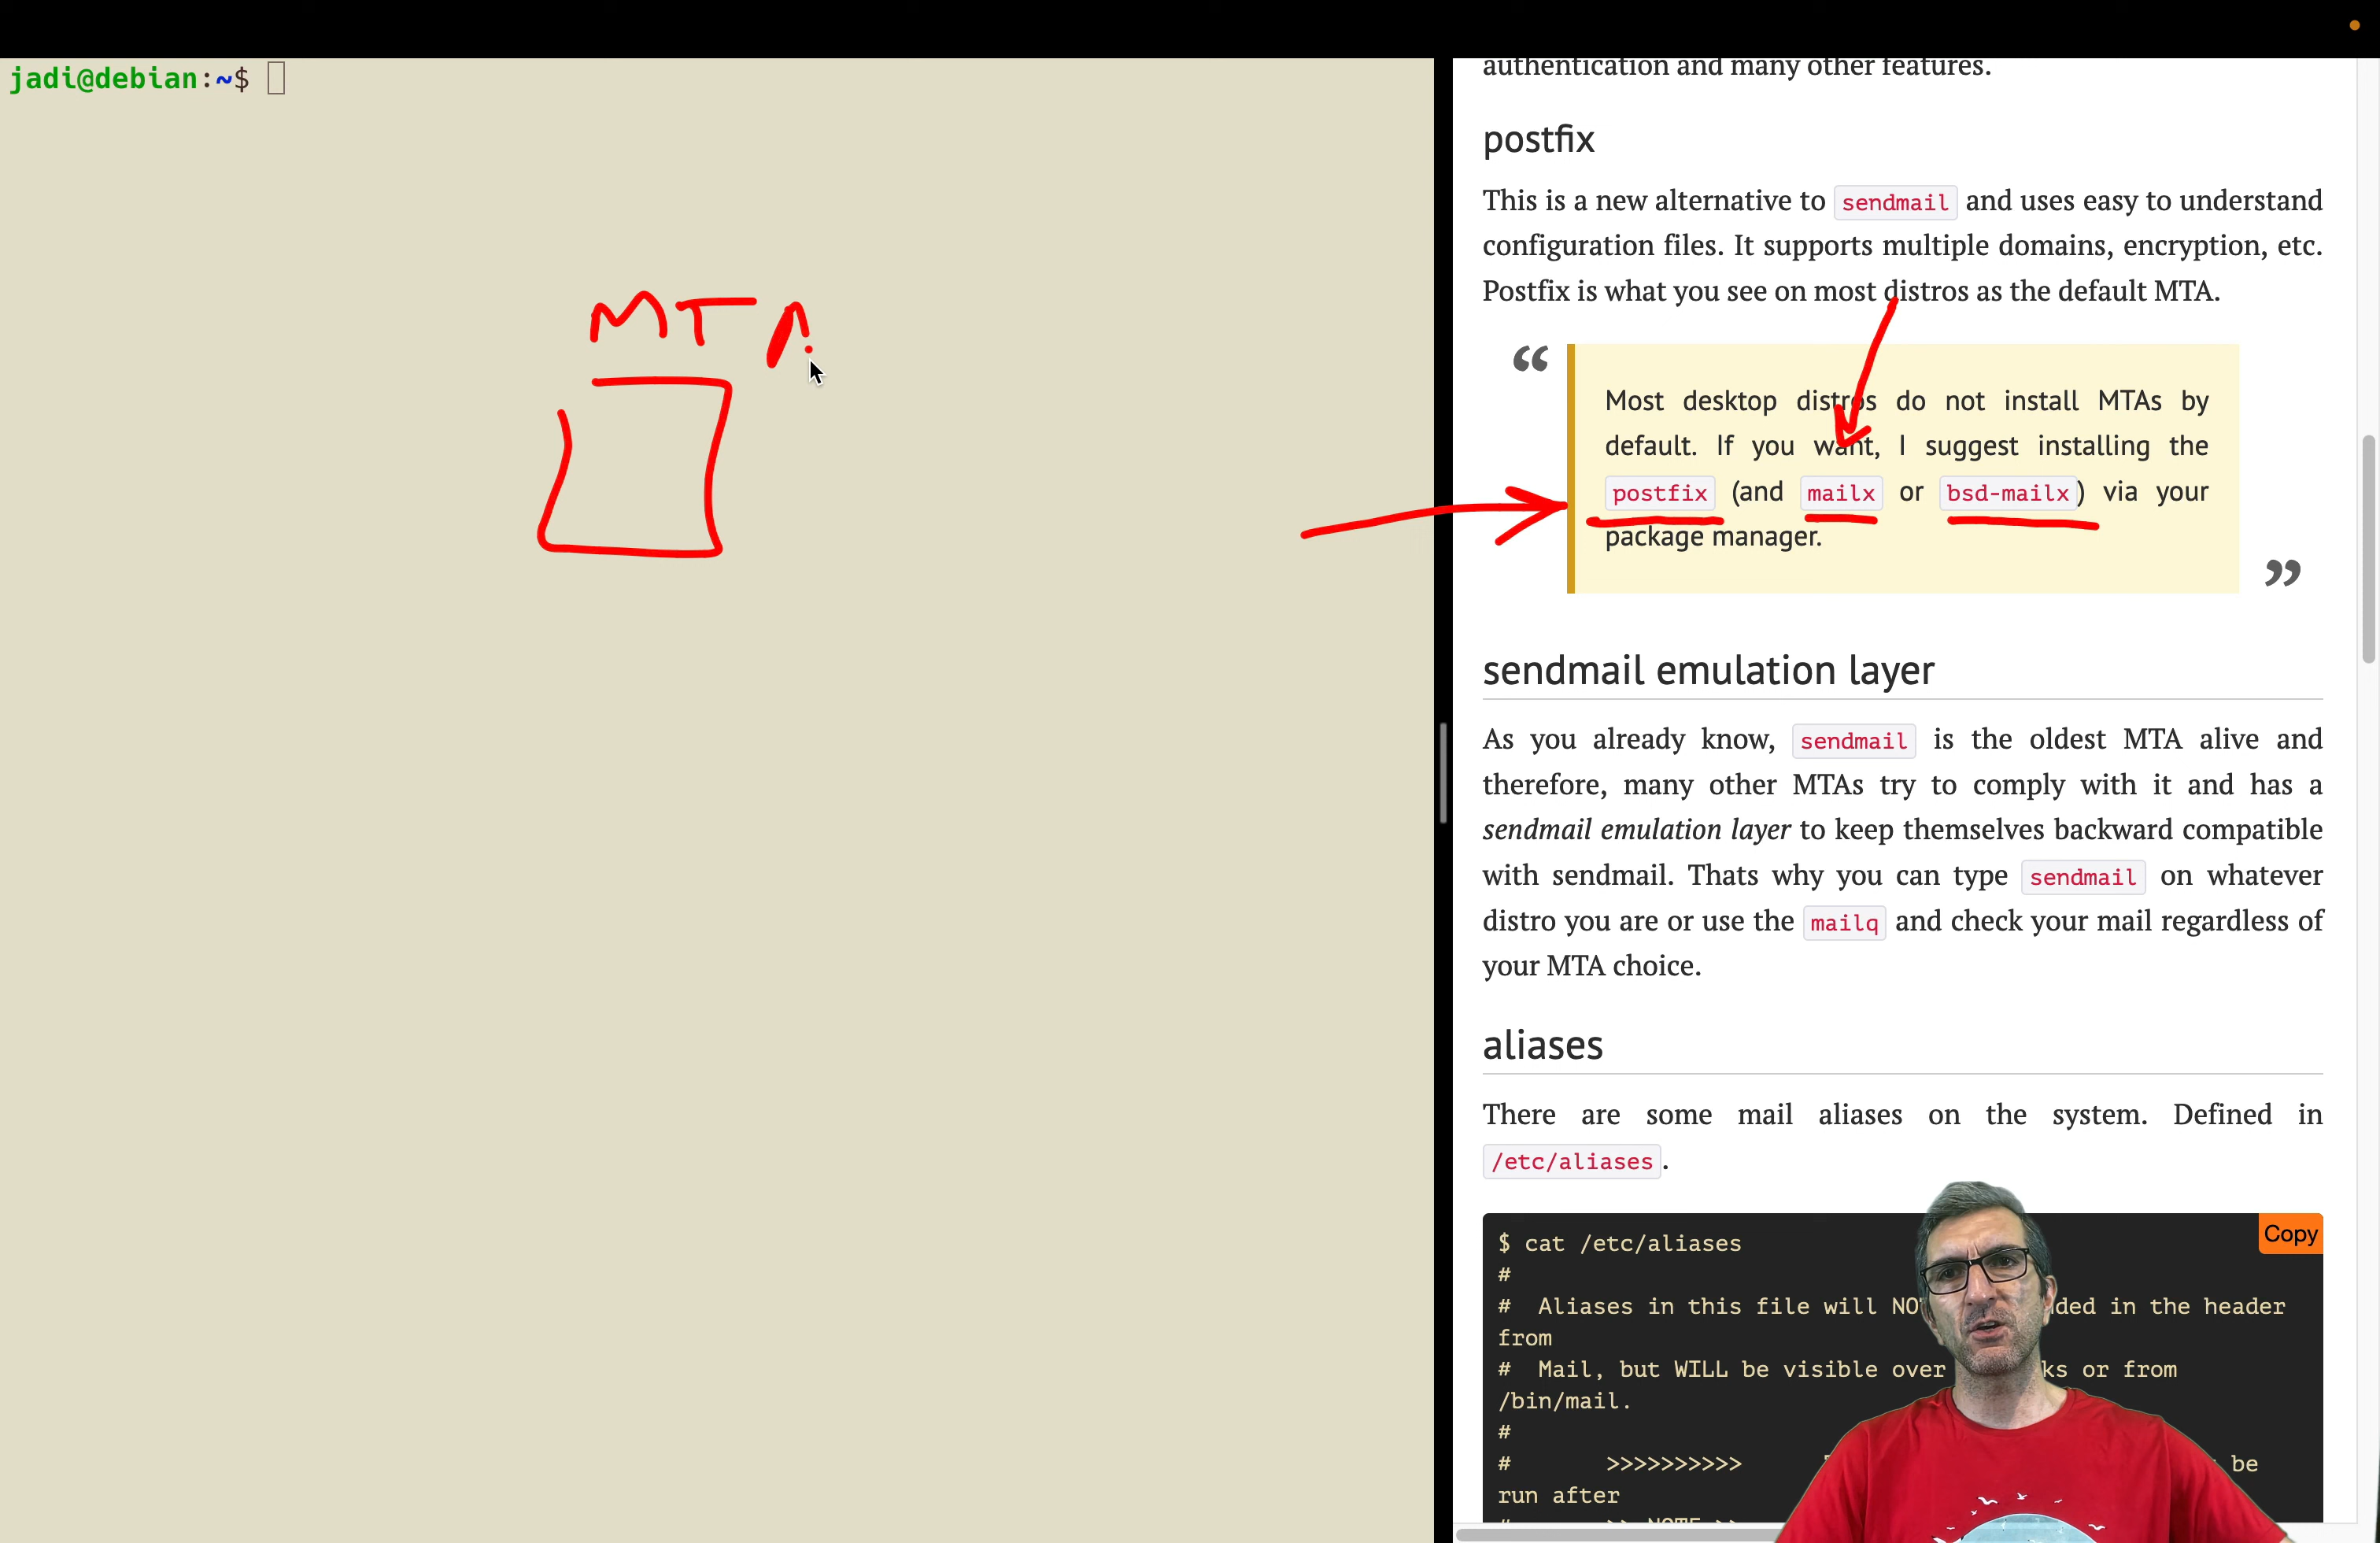 jadi@debian:~$
MTA
authentication and many other features.
postfix
This is a new alternative to sendmail and uses easy to understand
configuration files. It supports multiple domains, encryption, etc.
Postfix is what you see on most distros as the default MTA.
“
Most desktop distros do not install MTAs by
default. If you want, I suggest installing the
postfix (and mailx or bsd-mailx) via your
package manager.
”
sendmail emulation layer
As you already know, sendmail is the oldest MTA alive and
therefore, many other MTAs try to comply with it and has a
sendmail emulation layer to keep themselves backward compatible
with sendmail. Thats why you can type sendmail on whatever
distro you are or use the mailq and check your mail regardless of
your MTA choice.
aliases
There are some mail aliases on the system. Defined in
/etc/aliases.
Copy
$ cat /etc/aliases
#
# Aliases in this file will in the header
from
# Mail, but WILL be visible over or from
/bin/mail.
#
# >>>>>>>>>> be
run after